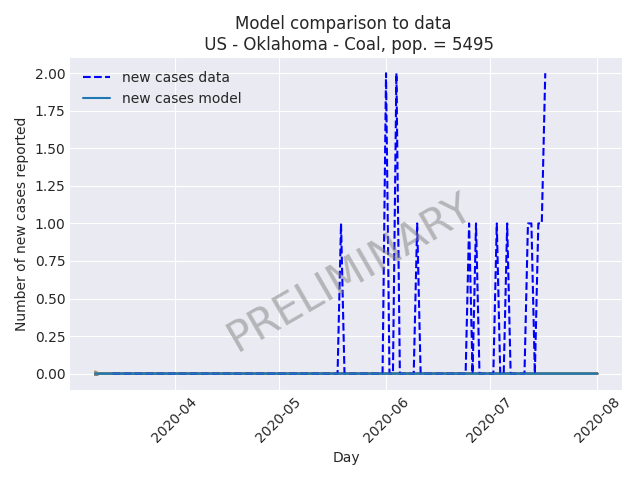 Model comparison to data
US - Oklahoma - Coal, pop. = 5495
new cases data
new cases model
Number of new cases reported
2.00
1.75
1.50
1.25
1.00
0.75
0.50
0.25
0.00
PRELIMINARY
2020-04
2020-05
2020-06
2020-07
2020-08
Day